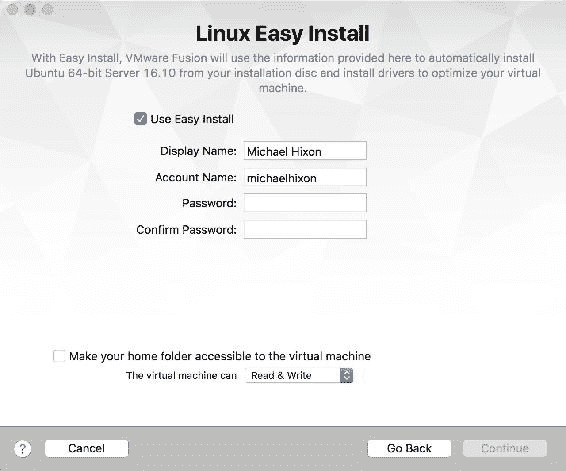 Linux Easy Install
With Easy Install, VMware Fusion will use the information provided here to automatically install
Ubuntu 64-bit Server 16.10 from your installation disc and install drivers to optimize your virtual
machine.
Use Easy Install
Display Name: Michael Hixon
Account Name: michaelhixon
Password:
Confirm Password:
Make your home folder accessible to the virtual machine
The virtual machine can Read & Write
? Cancel Go Back Continue